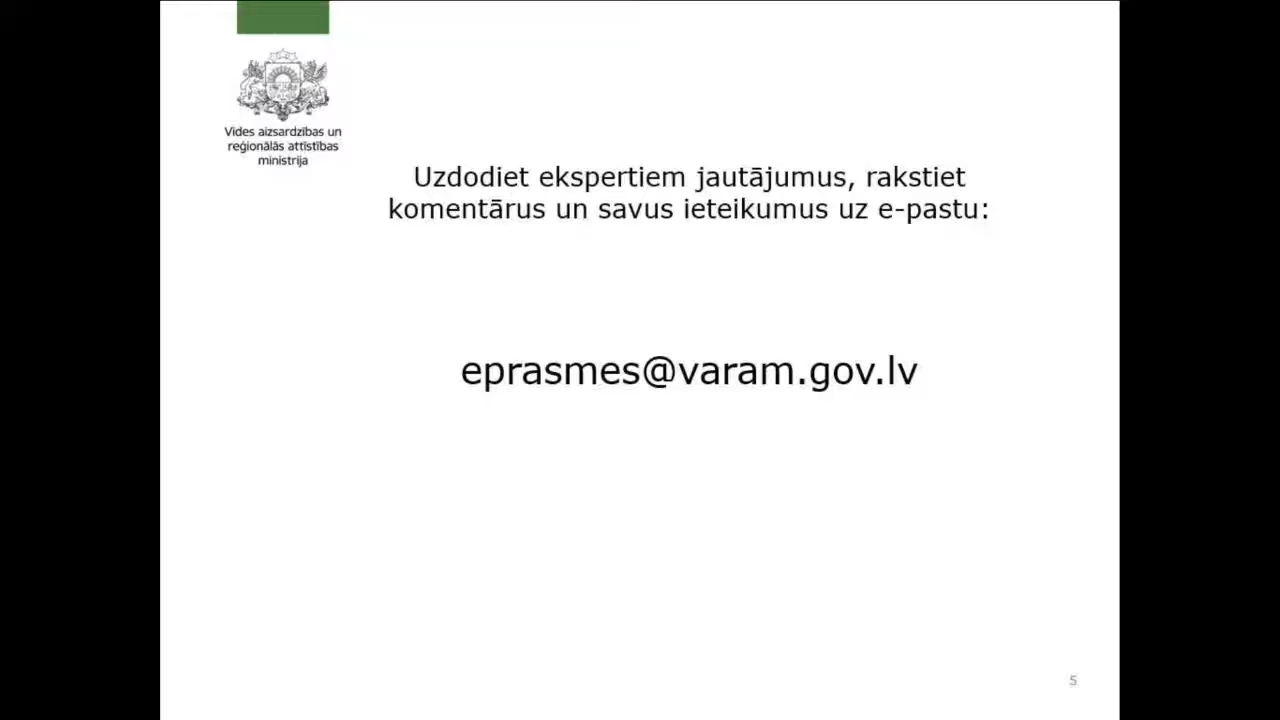 Vides aizsardzības un
reģionālās attīstības
ministrija
Uzdodiet ekspertiem jautājumus, rakstiet
komentārus un savus ieteikumus uz e-pastu:
eprasmes@varam.gov.lv
5